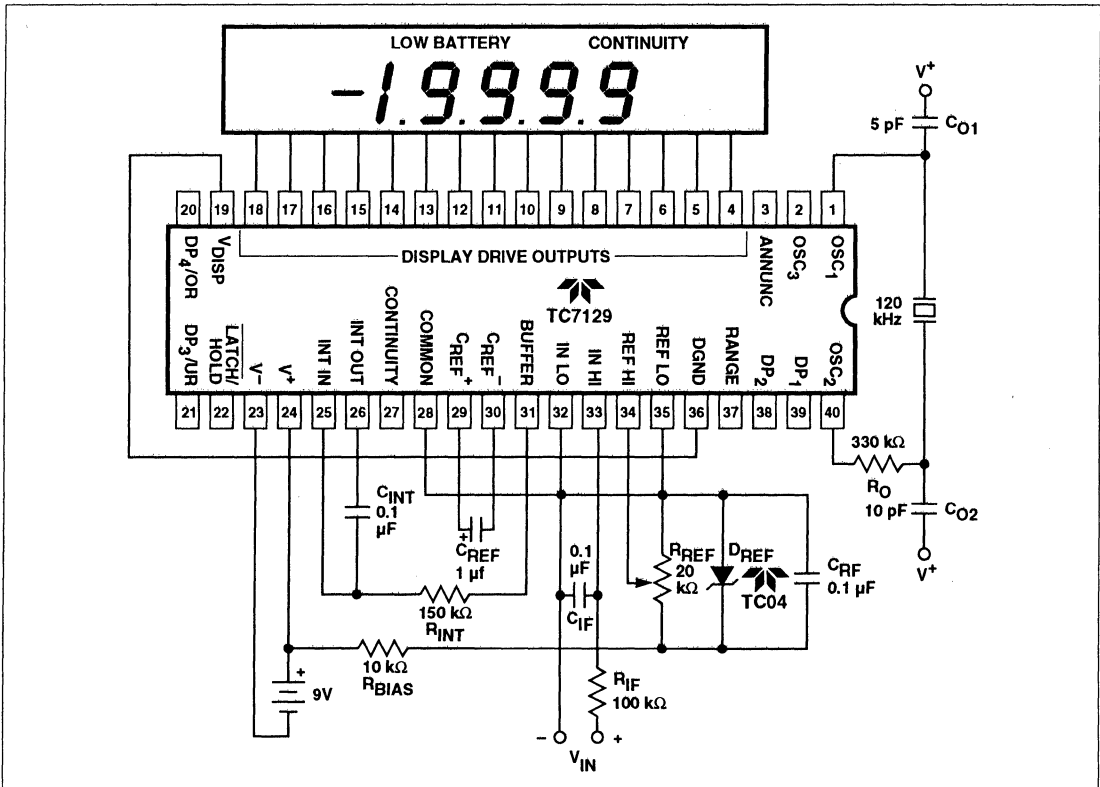 LOW BATTERY CONTINUITY
-1.9.9.9.9
V+
5 pF CO1
20 19 18 17 16 15 14 13 12 11 10 9 8 7 6 5 4 3 2 1
DP4/OR VDISP DISPLAY DRIVE OUTPUTS ANNUNC OSC3 OSC1
TC7129
120
kHz
DP3/UR LATCH/HOLD V− V+ INT IN INT OUT CONTINUITY COMMON CREF+ CREF− BUFFER IN LO IN HI REF HI REF LO DGND RANGE DP2 DP1 OSC2
21 22 23 24 25 26 27 28 29 30 31 32 33 34 35 36 37 38 39 40
330 kΩ
RO
10 pF CO2
V+
CINT
0.1
µF
+
CREF
1 µf
0.1
µF
CIF
RREF
20
kΩ
DREF
TC04
CRF
0.1 µF
150 kΩ
RINT
10 kΩ
RBIAS
+
9V
RIF
100 kΩ
− +
VIN